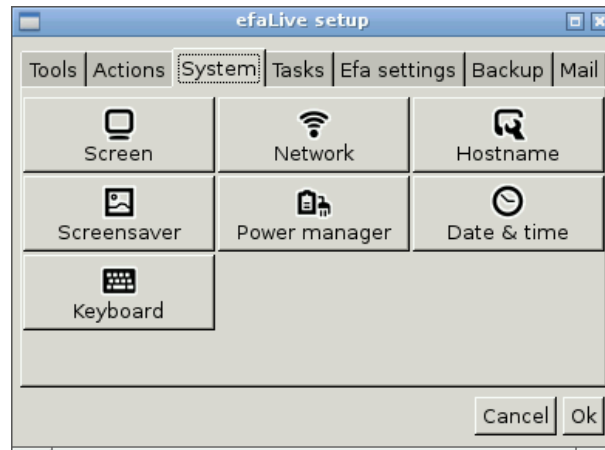 efaLive setup
Tools Actions System Tasks Efa settings Backup Mail
Screen Network Hostname
Screensaver Power manager Date & time
Keyboard
Cancel Ok